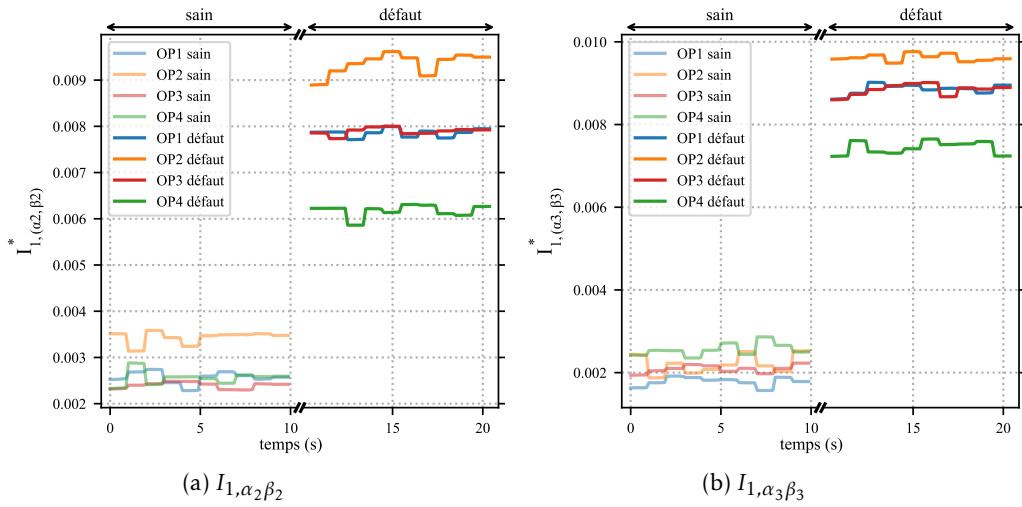 sain
défaut
OP1 sain
OP2 sain
OP3 sain
OP4 sain
OP1 défaut
OP2 défaut
OP3 défaut
OP4 défaut
0.009
0.008
0.007
0.006
0.005
0.004
0.003
0.002
I*1, (α2, β2)
0
5
10
15
20
temps (s)
(a) I1,α2β2
sain
défaut
OP1 sain
OP2 sain
OP3 sain
OP4 sain
OP1 défaut
OP2 défaut
OP3 défaut
OP4 défaut
0.010
0.008
0.006
0.004
0.002
I*1, (α3, β3)
0
5
10
15
20
temps (s)
(b) I1,α3β3